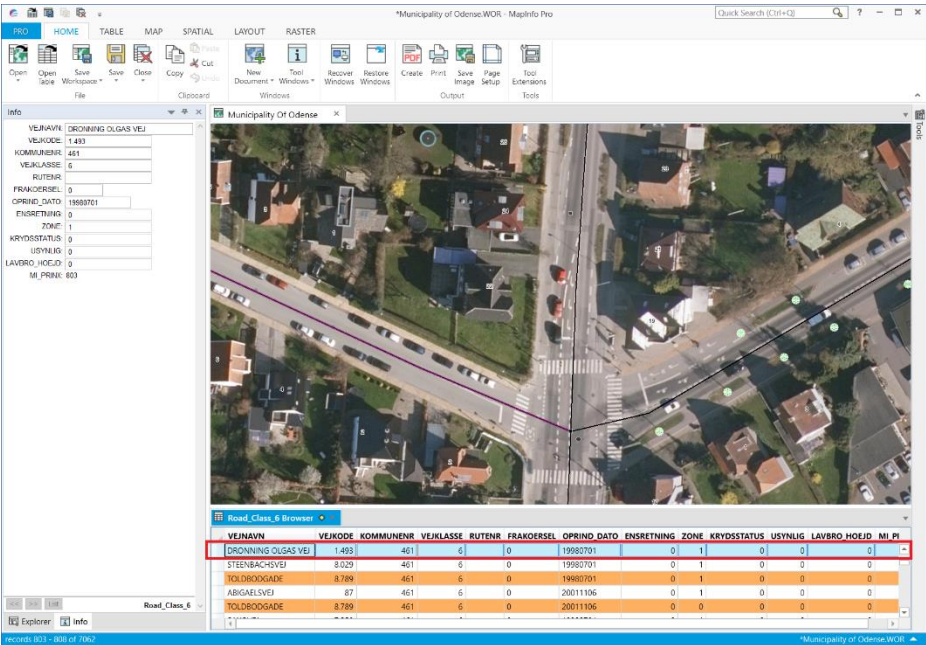 *Municipality of Odense.WOR - MapInfo Pro
Quick Search (Ctrl+Q)
PRO HOME TABLE MAP SPATIAL LAYOUT RASTER
Open
Open Table
Save Workspace
Save
Close
File
Copy
Paste
Cut
Clipboard
New Document
Tool Windows
Recover Windows
Restore Windows
Windows
PDF
Create
Print
Save Image
Page Setup
Output
Tool Extensions
Tools
Info
VEJNAVN: DRONNING OLGAS VEJ
VEJKODE: 1.493
KOMMUNENR: 461
VEJKLASSE: 6
RUTENR:
FRAKOERSEL: 0
OPRIND_DATO: 19980701
ENSRETNING: 0
ZONE: 1
KRYDSSTATUS: 0
USYNLIG: 0
LAVBRO_HOEJD: 0
MI_PRINX: 803
<< >> List Road_Class_6
Explorer Info
Municipality Of Odense
Tools
19
Road_Class_6 Browser
VEJNAVN VEJKODE KOMMUNENR VEJKLASSE RUTENR FRAKOERSEL OPRIND_DATO ENSRETNING ZONE KRYDSSTATUS USYNLIG LAVBRO_HOEJD MI_PI
DRONNING OLGAS VEJ 1.493 461 6 0 19980701 0 1 0 0 0
STEENBACHSVEJ 8.029 461 6 0 19980701 0 1 0 0 0
TOLDBODGADE 8.789 461 6 0 19980701 0 1 0 0 0
ABIGAELSVEJ 87 461 6 0 20011106 0 1 0 0 0
TOLDBODGADE 8.789 461 6 0 20011106 0 0 0 0 0
records 803 - 808 of 7062
*Municipality of Odense.WOR